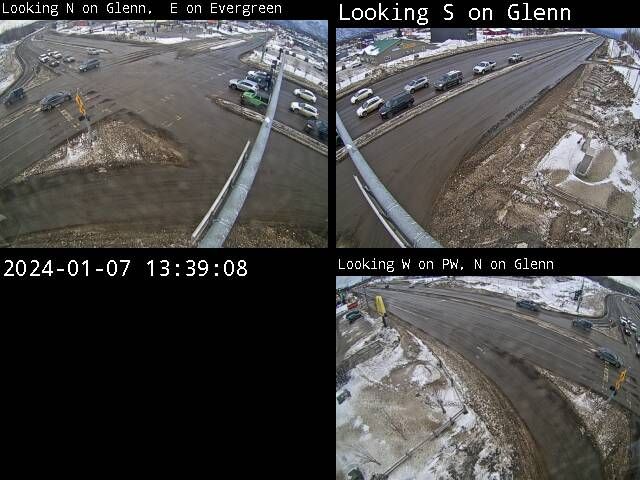 Looking N on Glenn, E on Evergreen
Looking S on Glenn
2024-01-07 13:39:08
Looking W on PW, N on Glenn